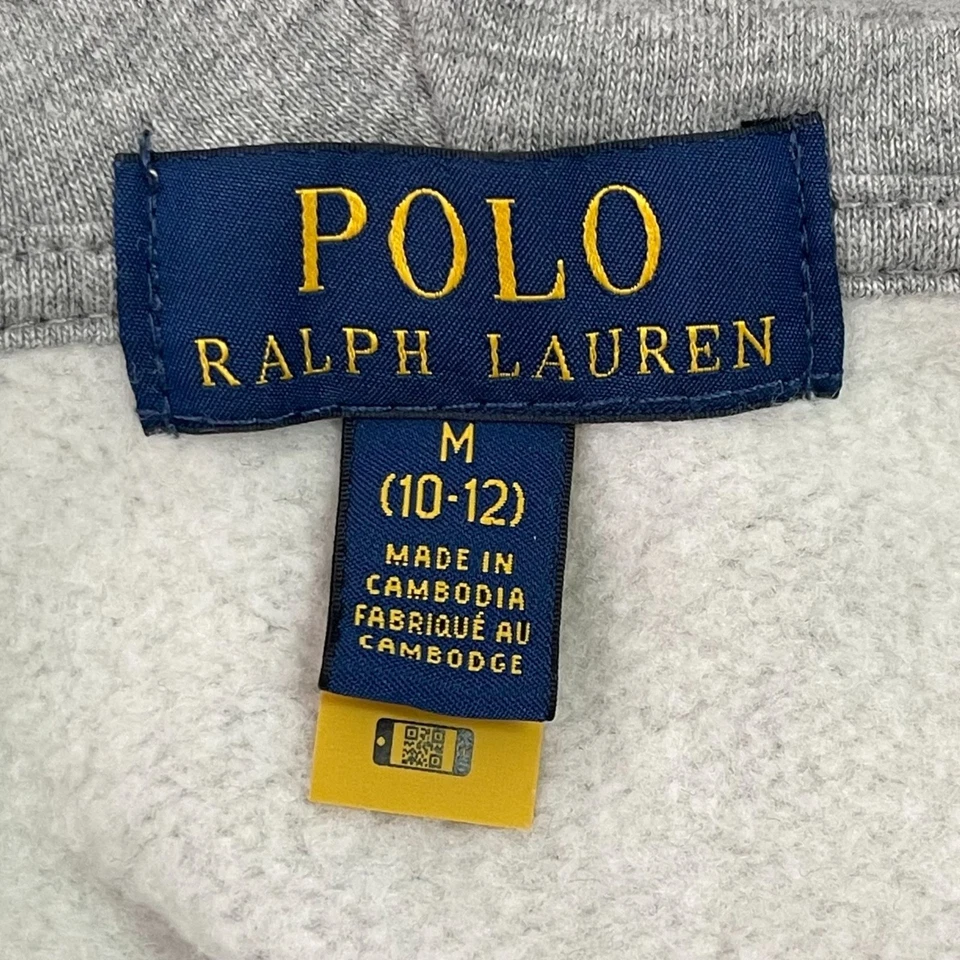 POLO
RALPH LAUREN
M
(10-12)
MADE IN
CAMBODIA
FABRIQUÉ AU
CAMBODGE